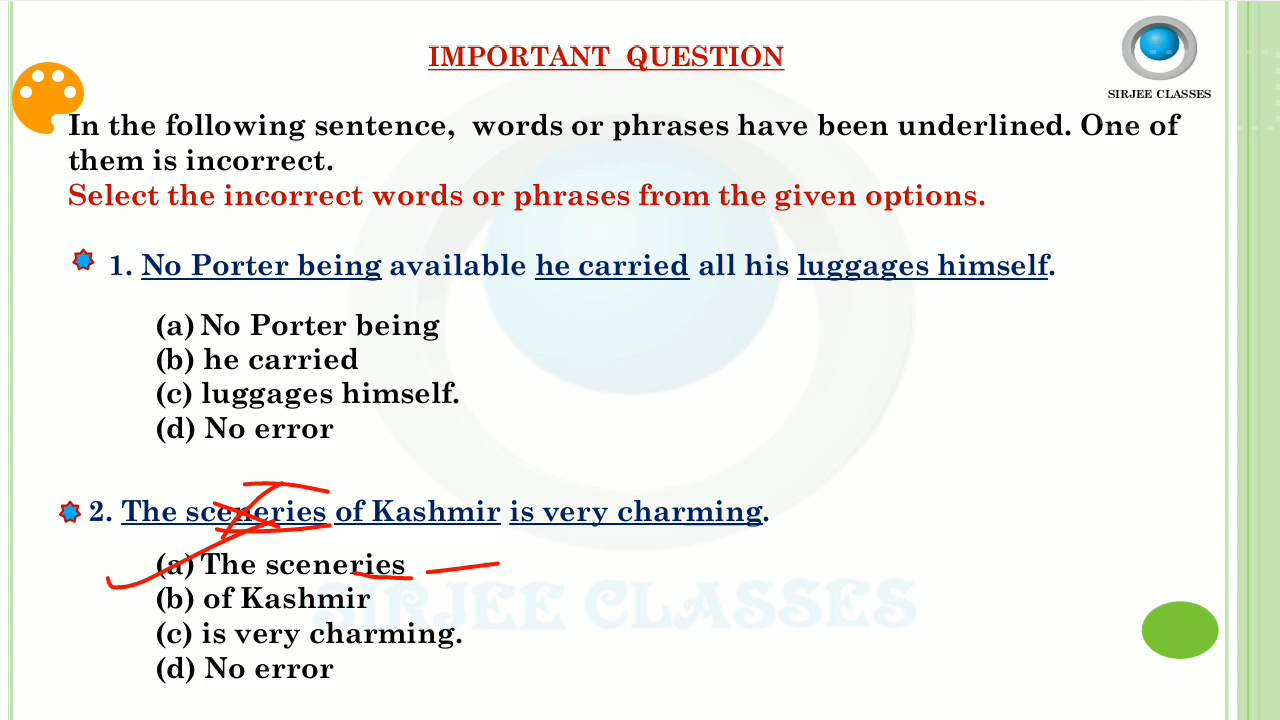 IMPORTANT QUESTION
SIRJEE CLASSES
In the following sentence, words or phrases have been underlined. One of
them is incorrect.
Select the incorrect words or phrases from the given options.
1. No Porter being available he carried all his luggages himself.
(a) No Porter being
(b) he carried
(c) luggages himself.
(d) No error
2. The sceneries of Kashmir is very charming.
(a) The sceneries
(b) of Kashmir
(c) is very charming.
(d) No error
SIRJEE CLASSES